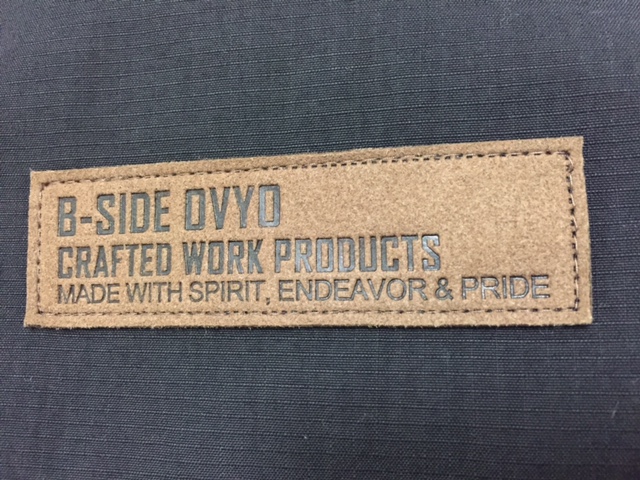 B-SIDE OVYO
CRAFTED WORK PRODUCTS
MADE WITH SPIRIT, ENDEAVOR & PRIDE